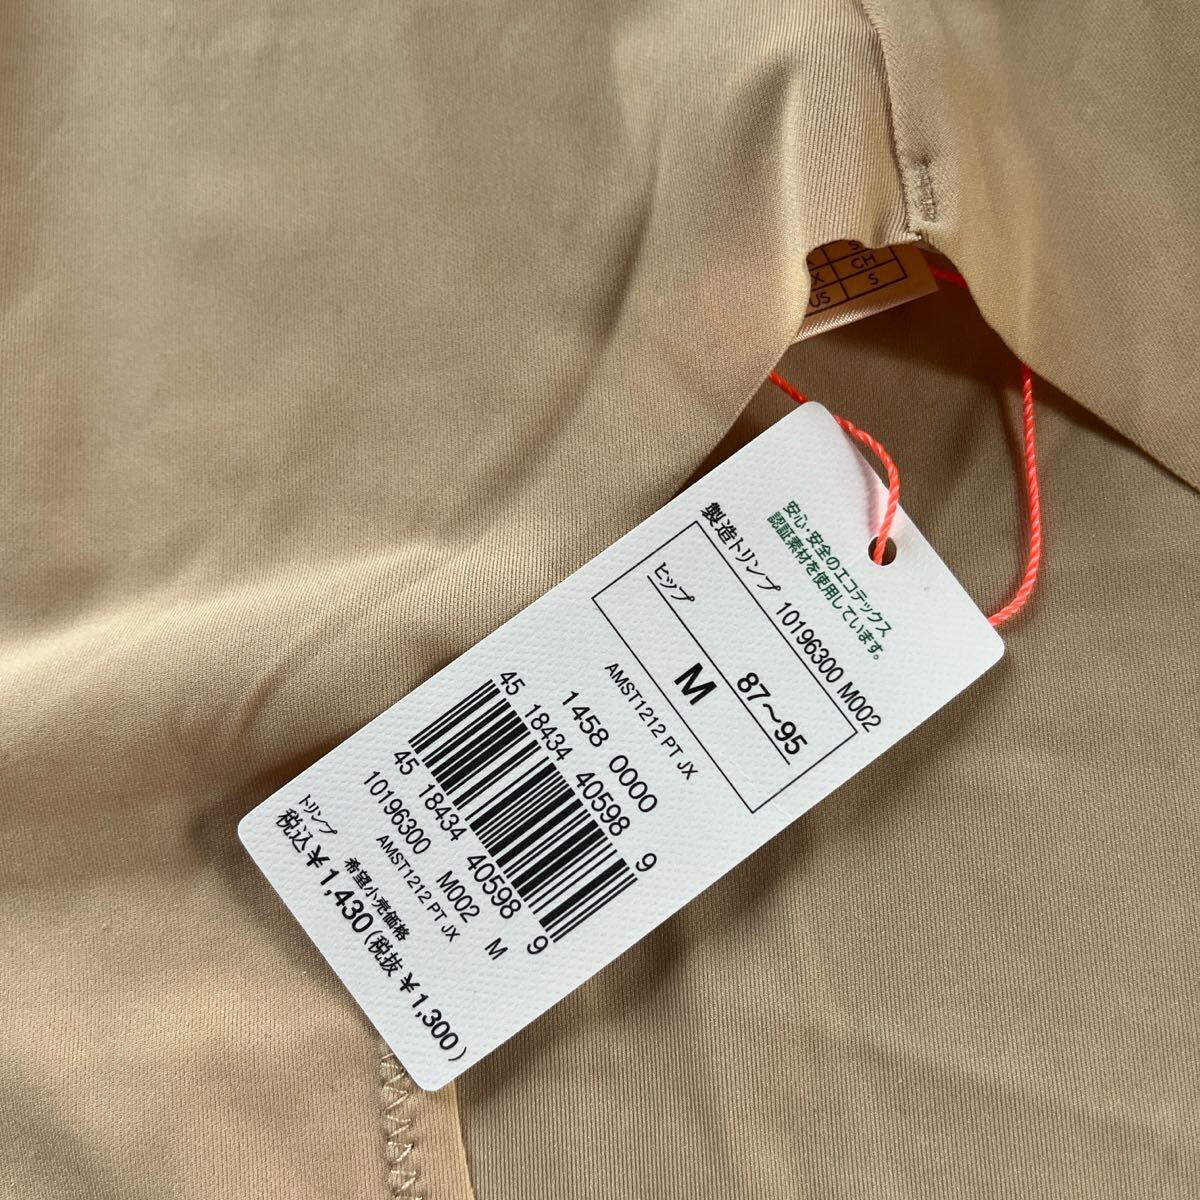 S
X CH
US S
安心・安全のエコテックス
認証素材を使用しています。
製造トリンプ 10196300 M002
ヒップ 87～95
M
AMST1212 PT JX
1458 0000
45 18434 40598 9
45 18434 40598 9
10196300 M002 M
AMST1212 PT JX
希望小売価格
トリンプ
税込¥1,430(税抜 ¥1,300)